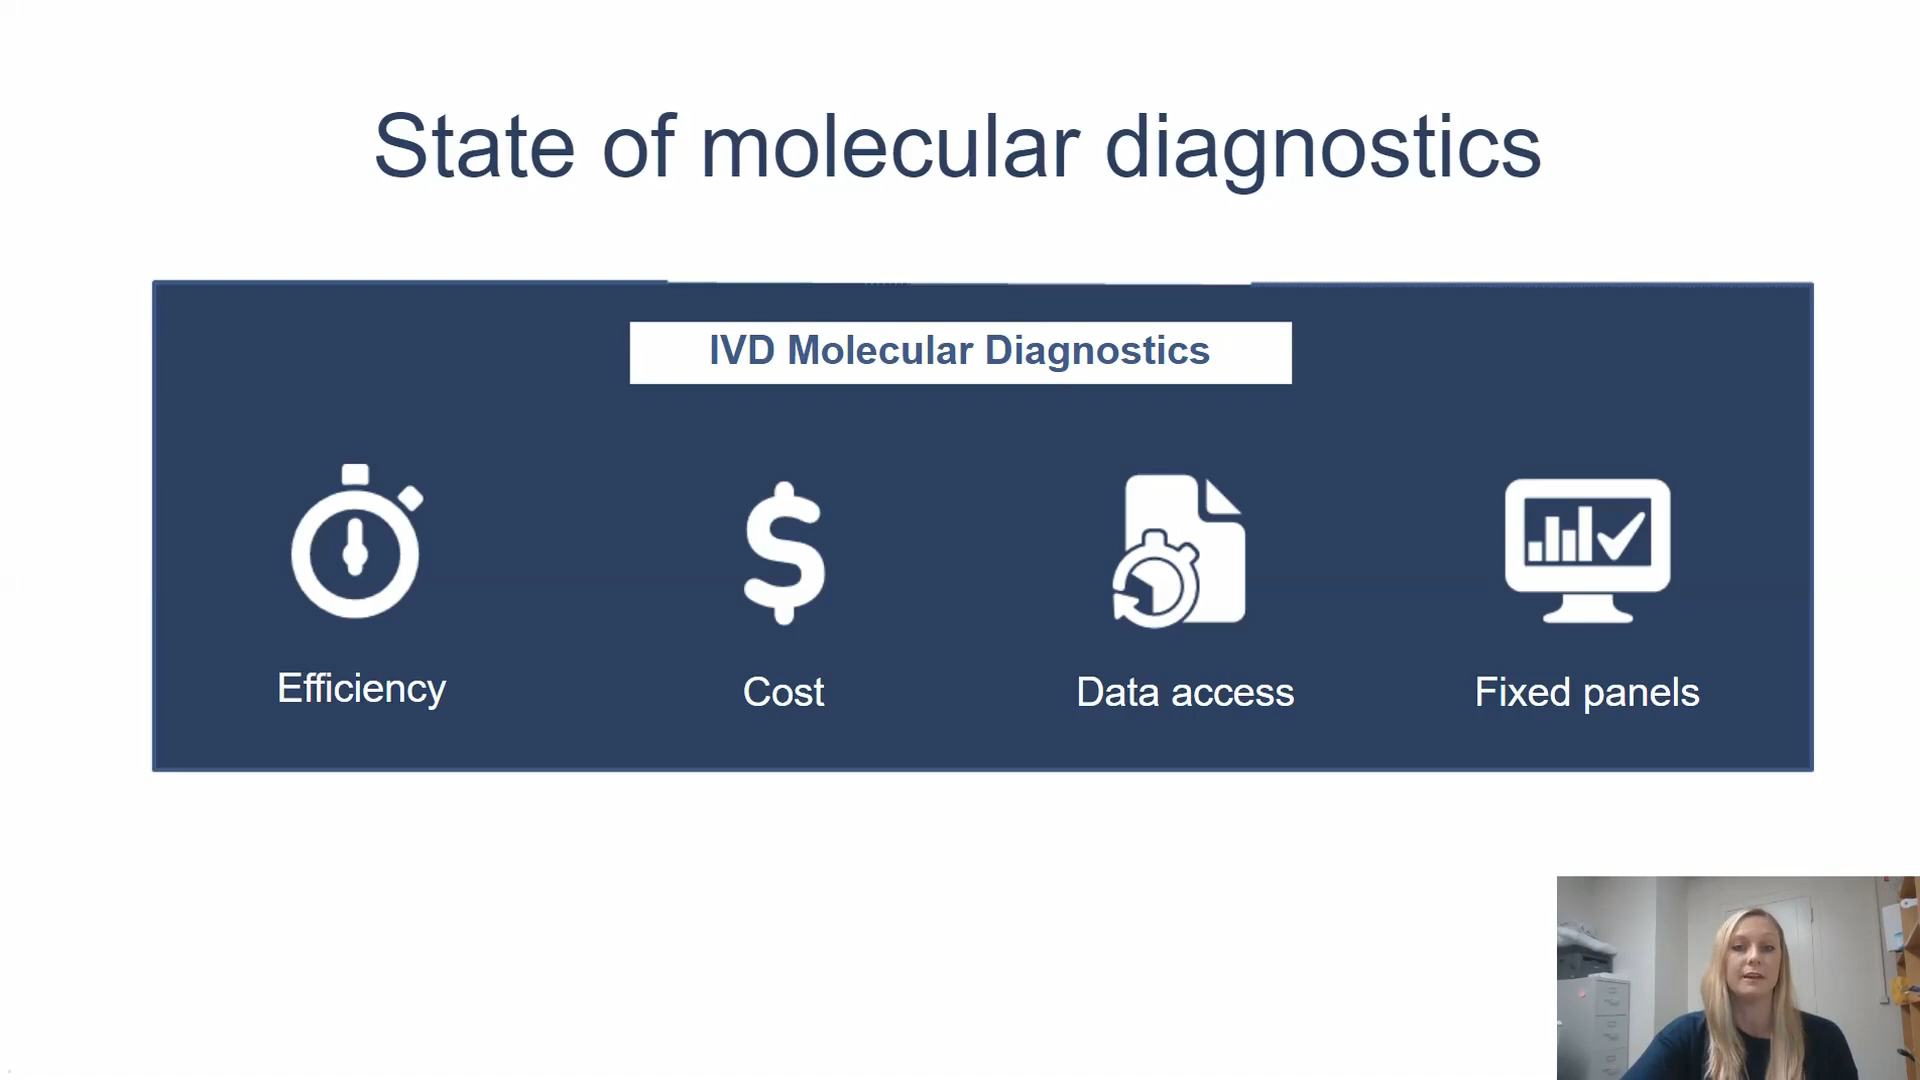 State of molecular diagnostics
IVD Molecular Diagnostics
Efficiency
Cost
Data access
Fixed panels